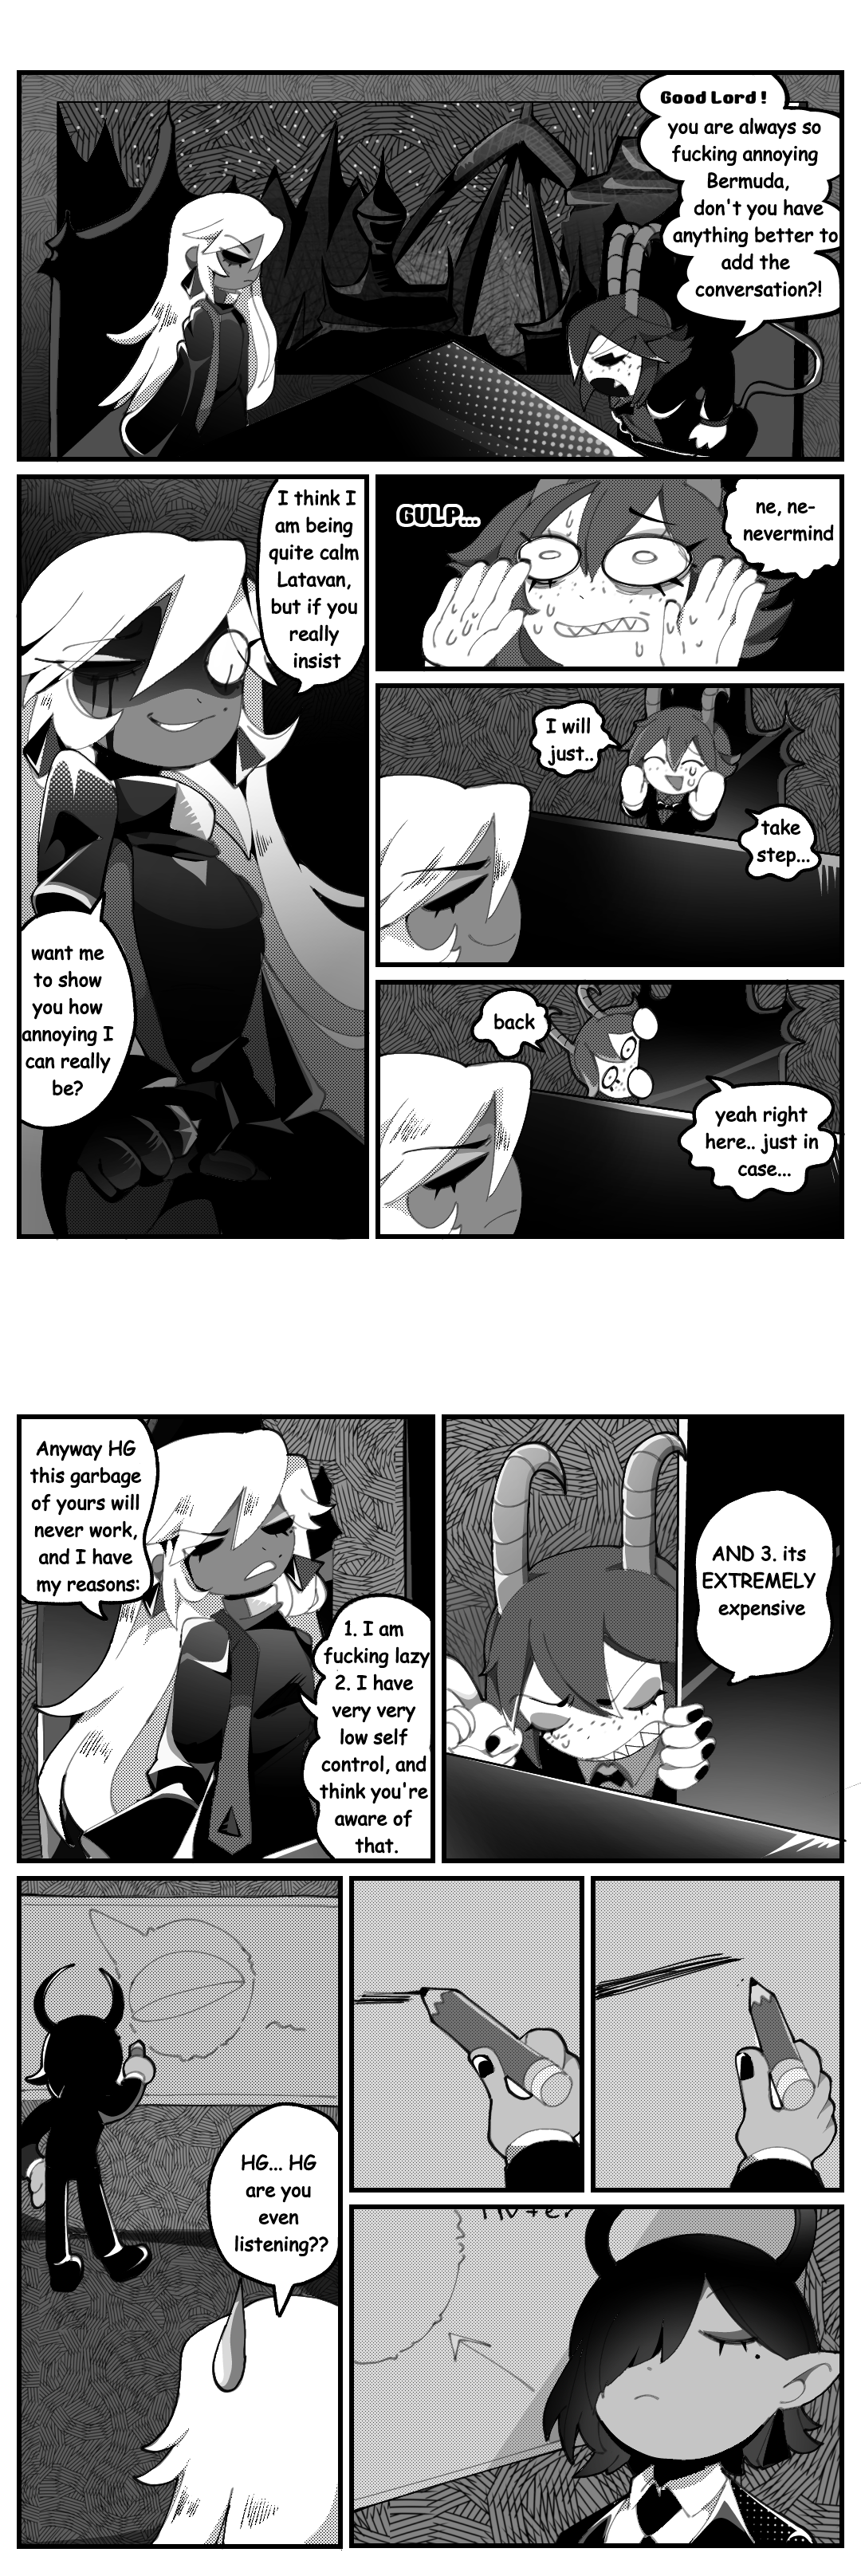 Good Lord !
you are always so
fucking annoying
Bermuda,
don't you have
anything better to
add the
conversation?!
I think I
am being
quite calm
Latavan,
but if you
really
insist
want me
to show
you how
annoying I
can really
be?
GULP...
ne, ne-
nevermind
I will
just..
take
step...
back
yeah right
here.. just in
case...
Anyway HG
this garbage
of yours will
never work,
and I have
my reasons:
1. I am
fucking lazy
2. I have
very very
low self
control, and
think you're
aware of
that.
AND 3. its
EXTREMELY
expensive
HG... HG
are you
even
listening??